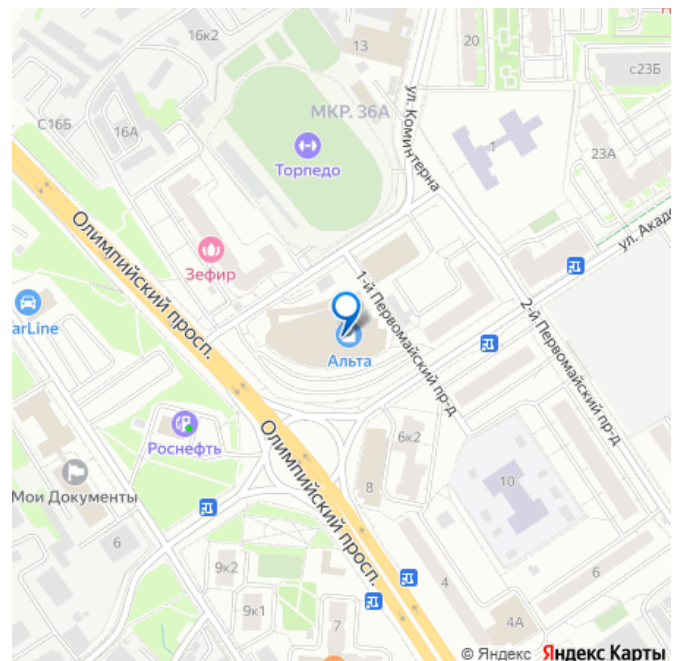 16к2
13
20
с23Б
МКР. 36А
ул. Коминтерна
С16Б
16А
1
23А
Торпедо
Олимпийский просп.
Зефир
ул. Акад
1-й Первомайский пр-д
2-й Первомайский пр-д
arLine
Альта
Роснефть
Олимпийский просп.
6к2
8
10
Мои Документы
6
9к2
4
6
9к1
7
4А
© Яндекс Яндекс Карты